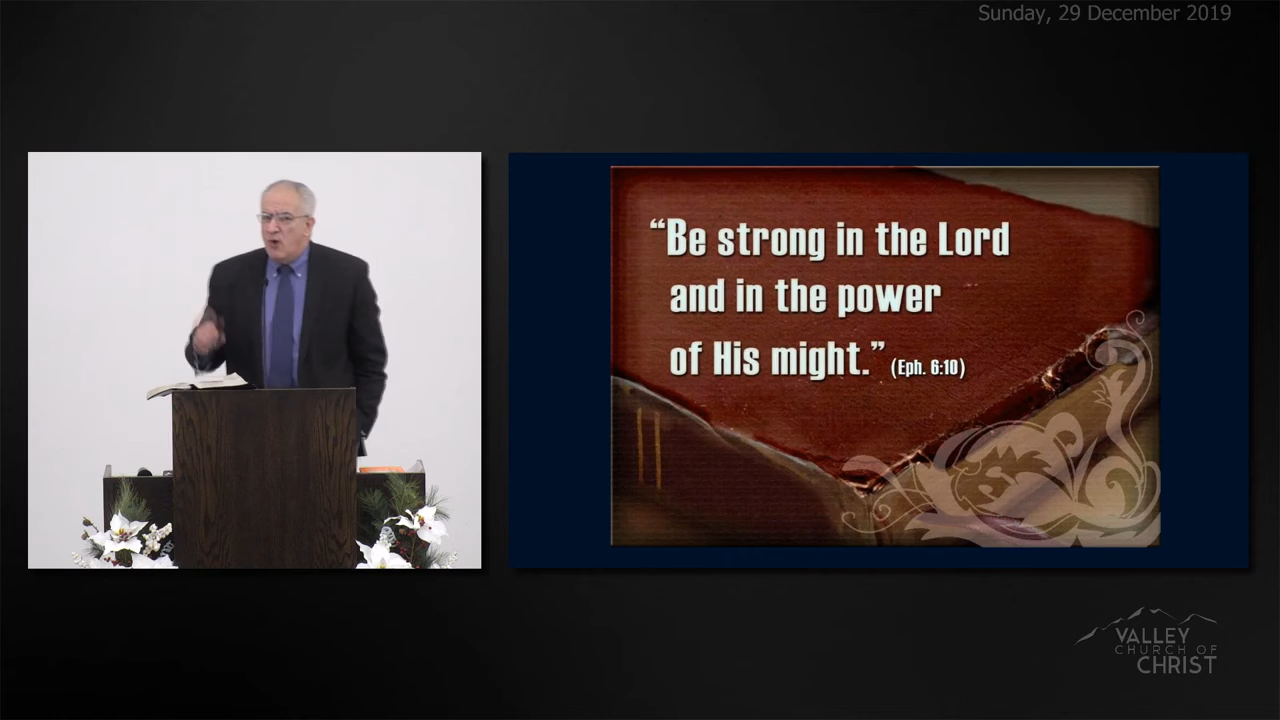 Sunday, 29 December 2019
“Be strong in the Lord
and in the power
of His might.” (Eph. 6:10)
VALLEY
CHURCH OF
CHRIST